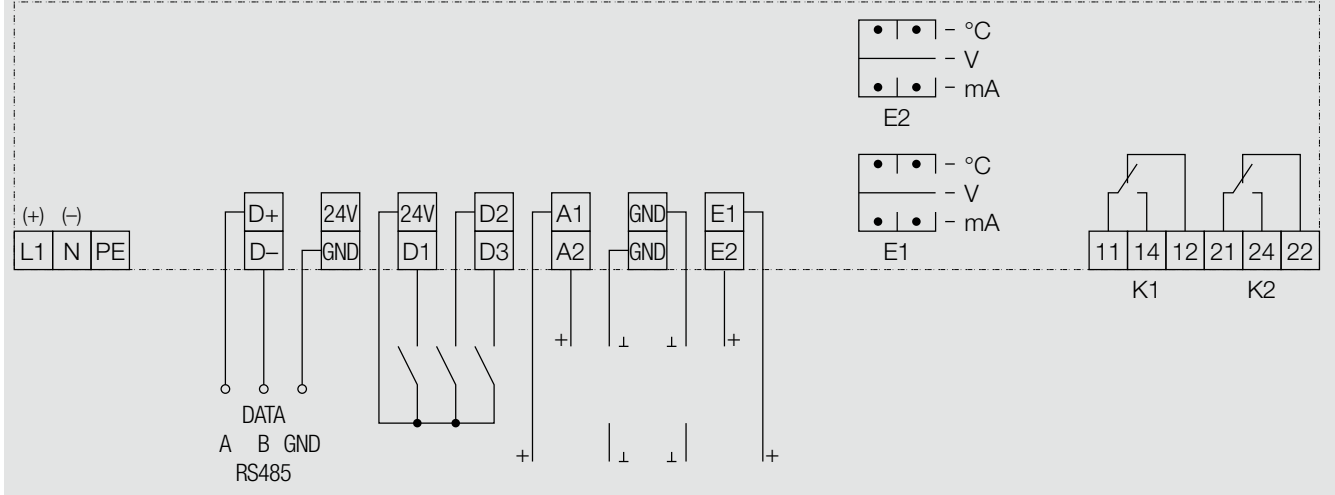 – °C
– V
– mA
E2
– °C
– V
– mA
E1
(+) (–)
L1 N PE
D+ 24V 24V D2 A1 GND E1
D– GND D1 D3 A2 GND E2
11 14 12 21 24 22
K1 K2
+ ⊥ ⊥ +
DATA
A B GND
RS485
+ ⊥ ⊥ +